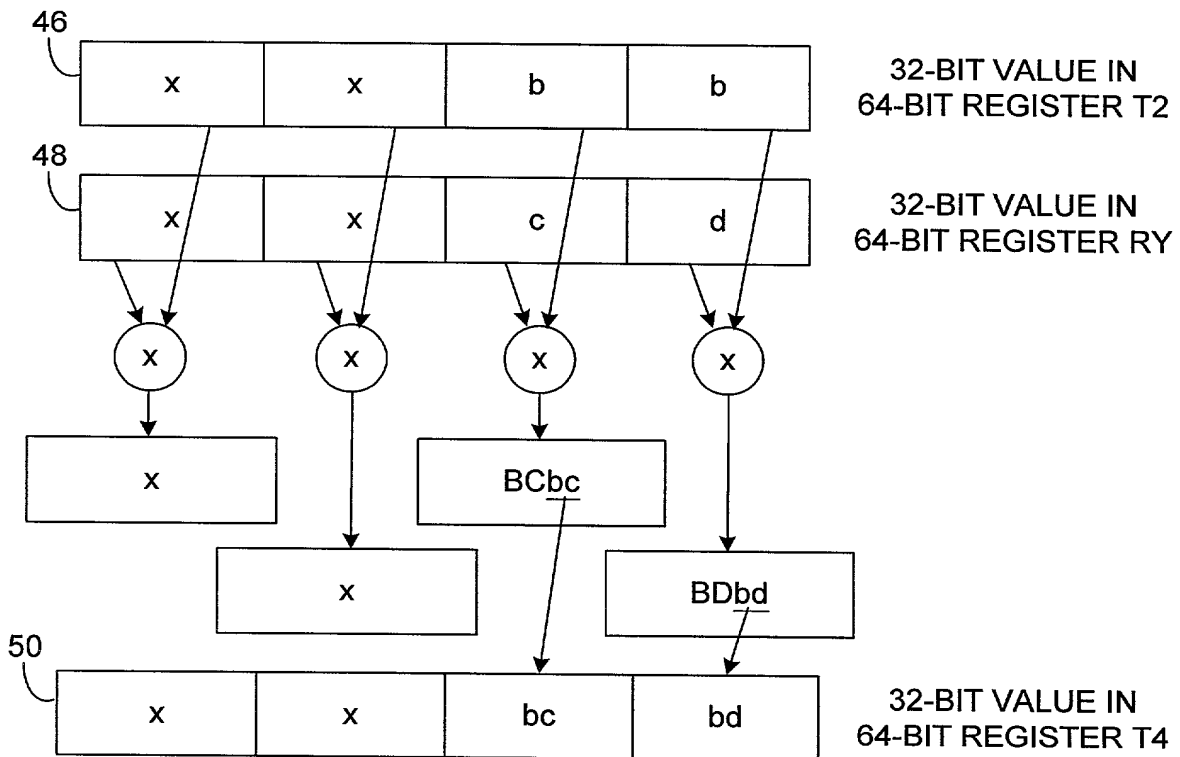 46
x x b b
32-BIT VALUE IN
64-BIT REGISTER T2
48
x x c d
32-BIT VALUE IN
64-BIT REGISTER RY
x x x x
x
BCbc
x
BDbd
50
x x bc bd
32-BIT VALUE IN
64-BIT REGISTER T4